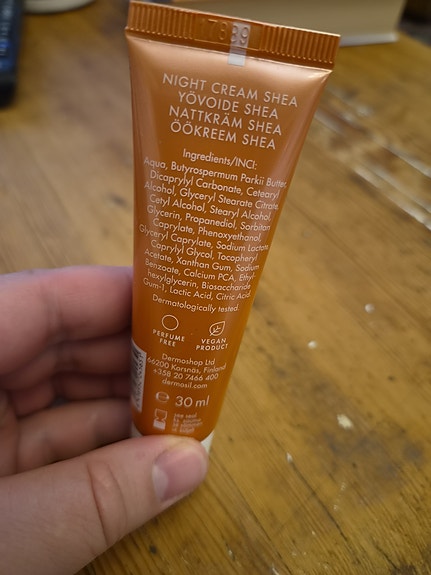 NIGHT CREAM SHEA
YÖVOIDE SHEA
NATTKRÄM SHEA
ÖÖKREEM SHEA
Ingredients/INCI:
Aqua, Butyrospermum Parkii Butter,
Dicaprylyl Carbonate, Cetearyl
Alcohol, Glyceryl Stearate Citrate,
Cetyl Alcohol, Stearyl Alcohol,
Glycerin, Propanediol, Sorbitan
Caprylate, Phenoxyethanol,
Glyceryl Caprylate, Sodium Lactate,
Caprylyl Glycol, Tocopheryl
Acetate, Xanthan Gum, Sodium
Benzoate, Calcium PCA, Ethyl-
hexylglycerin, Biosaccharide
Gum-1, Lactic Acid, Citric Acid.
Dermatologically tested.
PERFUME
FREE
VEGAN
PRODUCT
Dermoshop Ltd
66200 Korsnäs, Finland
+358 20 7466 400
dermosil.com
e 30 ml